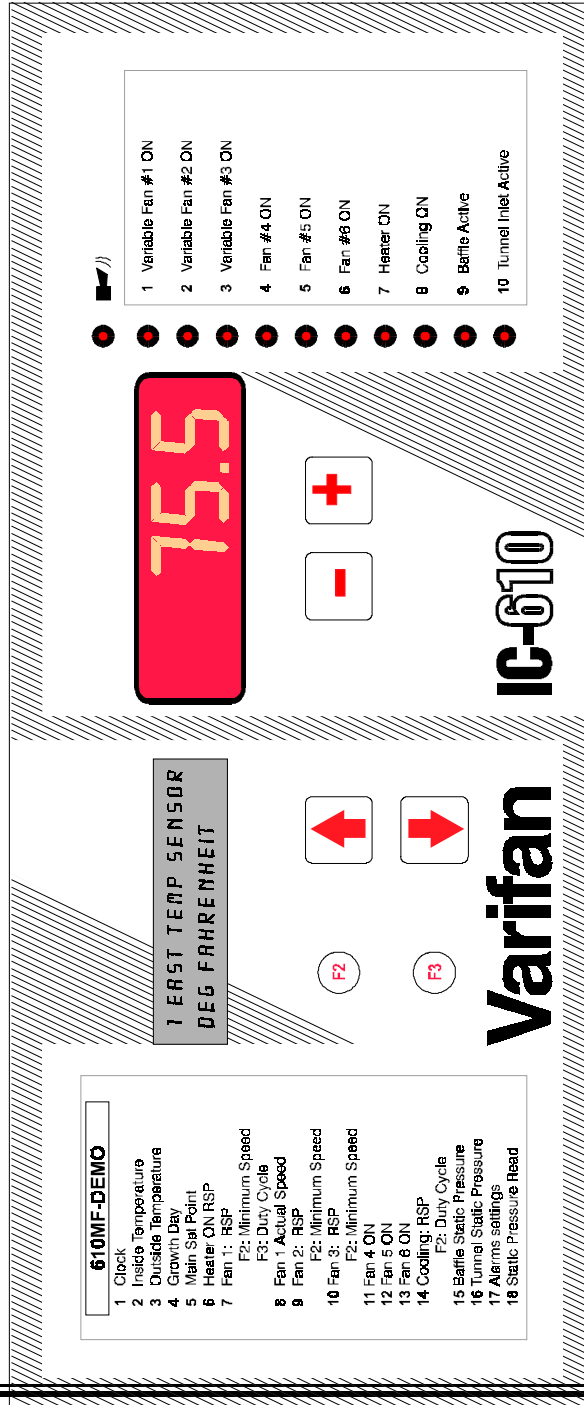 610MF-DEMO
1 Clock
2 Inside Temperature
3 Outside Temperature
4 Growth Day
5 Main Set Point
6 Heater ON RSP
7 Fan 1: RSP
F2: Minimum Speed
F3: Duty Cycle
8 Fan 1 Actual Speed
9 Fan 2: RSP
F2: Minimum Speed
10 Fan 3: RSP
F2: Minimum Speed
11 Fan 4 ON
12 Fan 5 ON
13 Fan 6 ON
14 Cooling: RSP
F2: Duty Cycle
15 Baffle Static Pressure
16 Tunnel Static Pressure
17 Alarms settings
18 Static Pressure Read
1 EAST TEMP SENSOR
DEG FAHRENHEIT
F2
F3
Varifan
75.5
- +
IC-610
1 Variable Fan #1 ON
2 Variable Fan #2 ON
3 Variable Fan #3 ON
4 Fan #4 ON
5 Fan #5 ON
6 Fan #6 ON
7 Heater ON
8 Cooling ON
9 Baffle Active
10 Tunnel Inlet Active